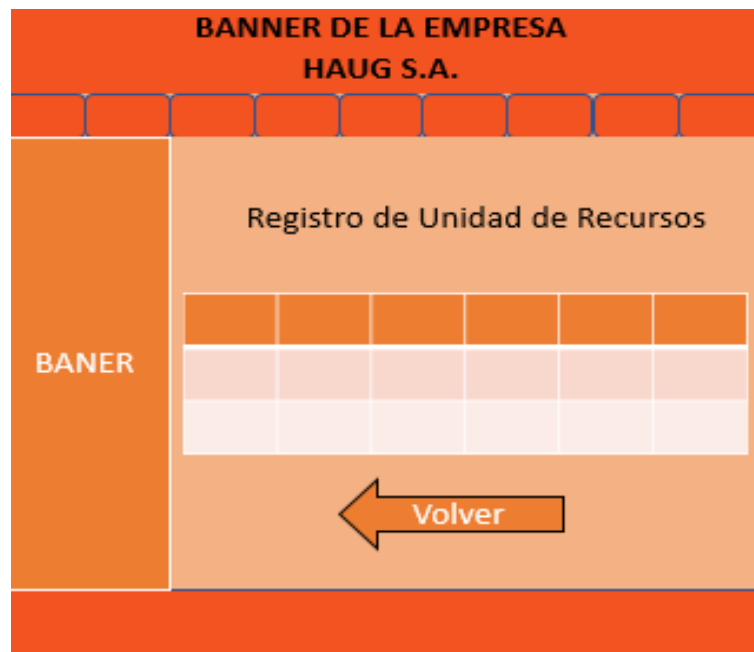 BANNER DE LA EMPRESA
HAUG S.A.
Registro de Unidad de Recursos
BANER
Volver